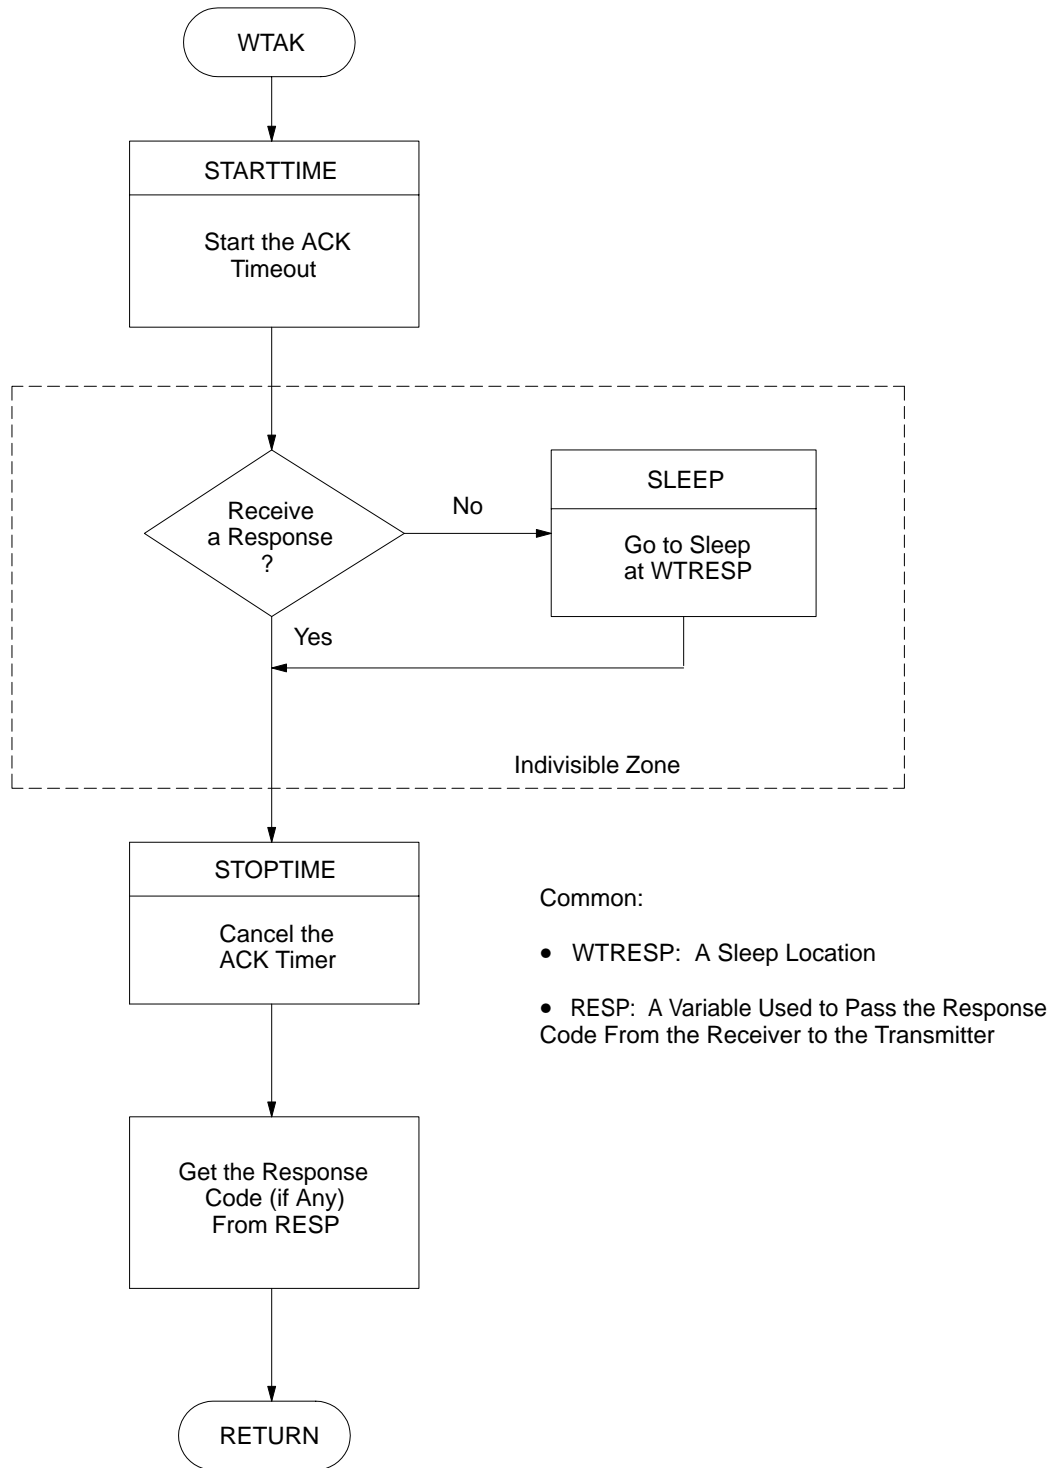 WTAK
STARTTIME
Start the ACK
Timeout
Receive
a Response
?
No
SLEEP
Go to Sleep
at WTRESP
Yes
Indivisible Zone
STOPTIME
Cancel the
ACK Timer
Common:
• WTRESP: A Sleep Location
• RESP: A Variable Used to Pass the Response
Code From the Receiver to the Transmitter
Get the Response
Code (if Any)
From RESP
RETURN